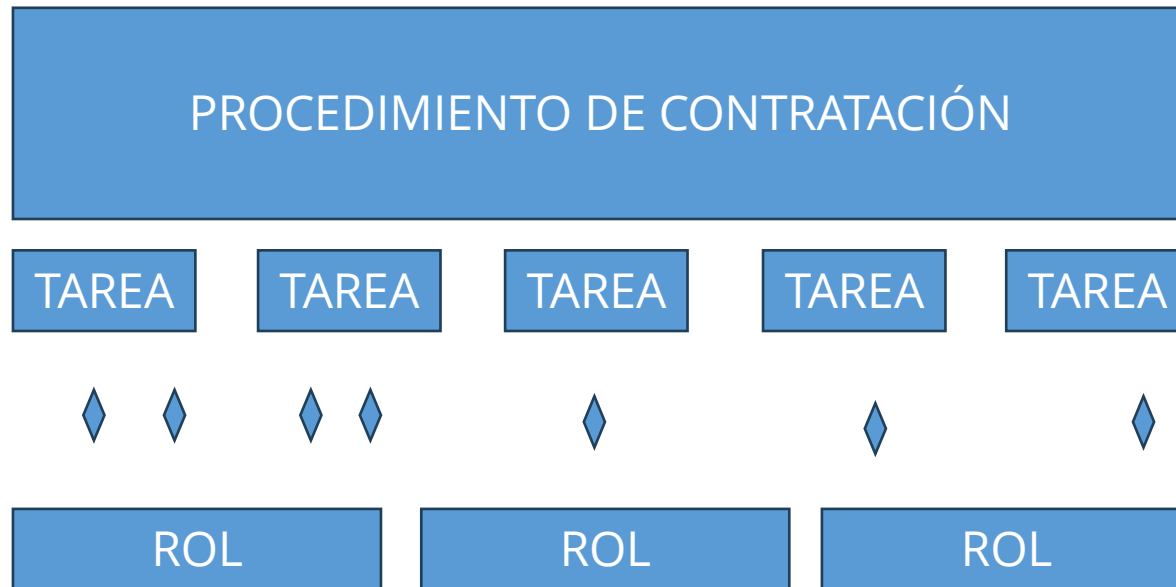 PROCEDIMIENTO DE CONTRATACIÓN
TAREA TAREA TAREA TAREA TAREA
ROL ROL ROL